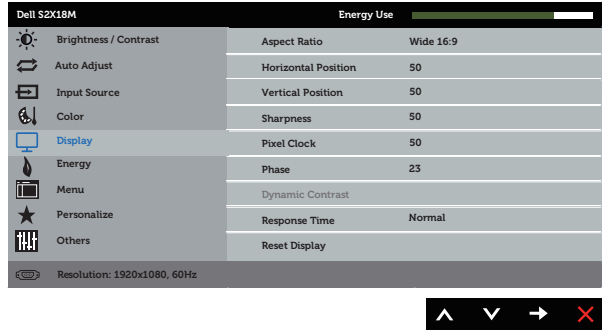 Dell S2X18M Energy Use
Brightness / Contrast
Auto Adjust
Input Source
Color
Display
Energy
Menu
Personalize
Others
Aspect Ratio Wide 16:9
Horizontal Position 50
Vertical Position 50
Sharpness 50
Pixel Clock 50
Phase 23
Dynamic Contrast
Response Time Normal
Reset Display
Resolution: 1920x1080, 60Hz